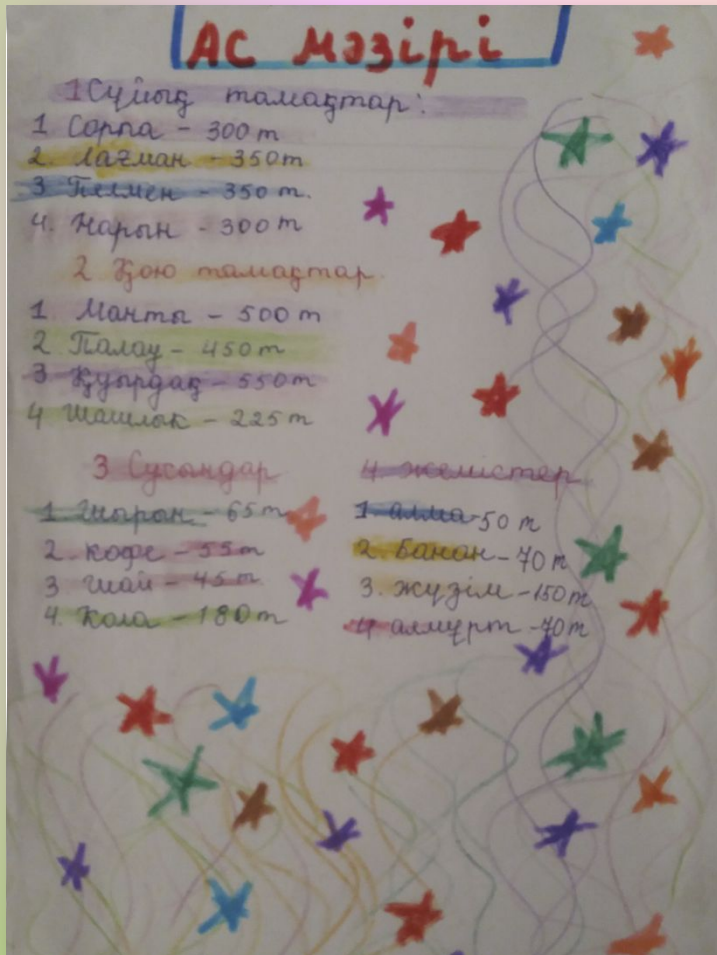 АС мәзірі
1 Сұйық тамақтар:
1. Сорпа - 300 т
2. Лағман - 350 т
3 Пелмен - 350 т.
4. Нарын - 300 т
2 Қою тамақтар
1. Манты - 500 т
2 Палау - 450 т
3 Қуырдақ - 550 т
4 Шашлык - 225 т
3 Сусындар
1 Шырын - 65 т
2. кофе - 55 т
3 шай - 45 т.
4. Кола - 180 т
4 жемістер
1 алма - 50 т
2. Банан - 70 т
3. жүзім - 150 т
4 алмұрт - 70 т